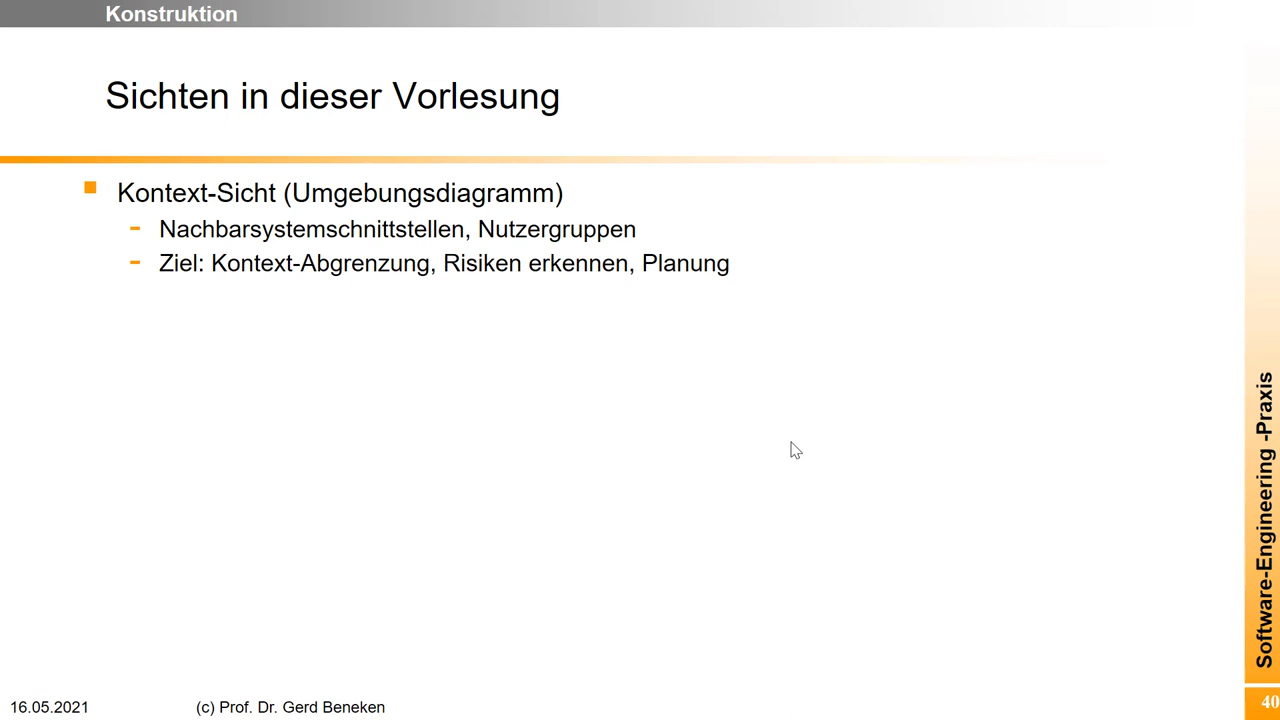 Konstruktion
Sichten in dieser Vorlesung
Kontext-Sicht (Umgebungsdiagramm)
- Nachbarsystemschnittstellen, Nutzergruppen
- Ziel: Kontext-Abgrenzung, Risiken erkennen, Planung
Software-Engineering -Praxis
16.05.2021
(c) Prof. Dr. Gerd Beneken
40